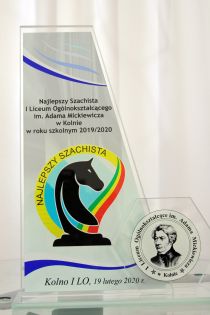 Najlepszy Szachista
I Liceum Ogólnokształcącego
im. Adama Mickiewicza
w Kolnie
w roku szkolnym 2019/2020
NAJLEPSZY SZACHISTA
Kolno I LO, 19 lutego 2020 r.
I Liceum Ogólnokształcące im. Adama Mickiewicza
w Kolnie